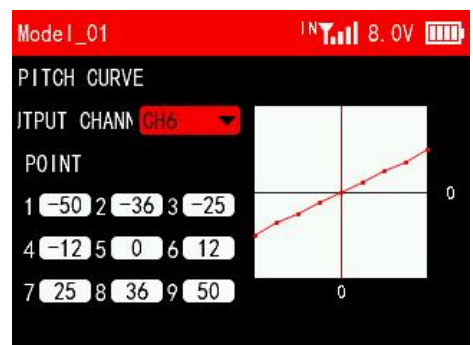 Model_01 IN 8.0V
PITCH CURVE
JTPUT CHANN CH6
POINT
1 -50 2 -36 3 -25
0
4 -12 5 0 6 12
7 25 8 36 9 50
0